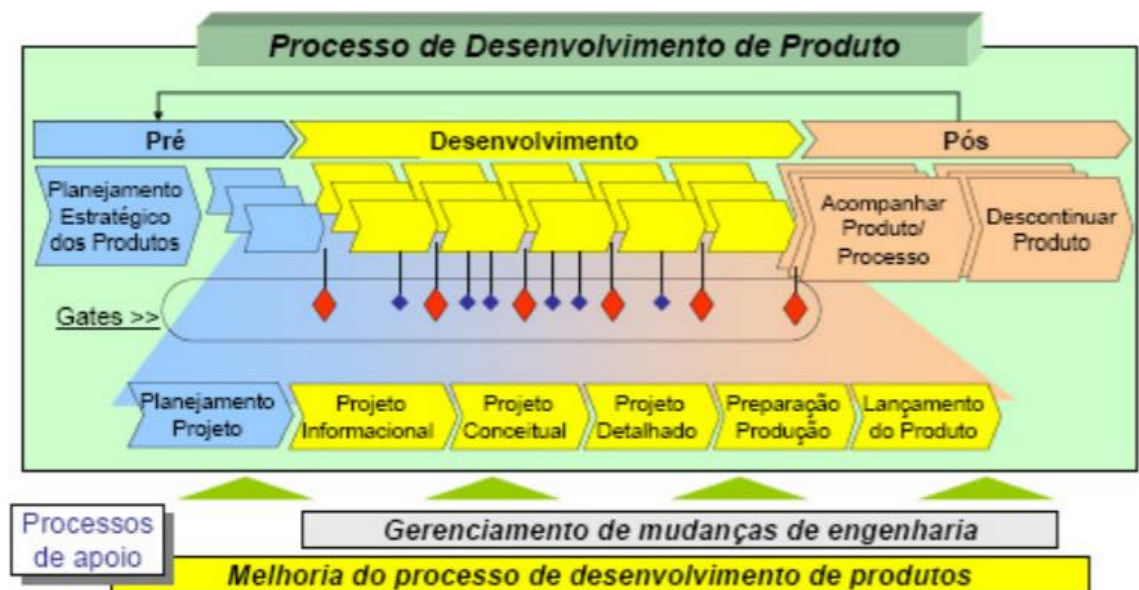 Processo de Desenvolvimento de Produto
Pré
Desenvolvimento
Pós
Planejamento
Estratégico
dos Produtos
Acompanhar
Produto/
Processo
Descontinuar
Produto
Gates >>
Planejamento
Projeto
Projeto
Informacional
Projeto
Conceitual
Projeto
Detalhado
Preparação
Produção
Lançamento
do Produto
Processos
de apoio
Gerenciamento de mudanças de engenharia
Melhoria do processo de desenvolvimento de produtos